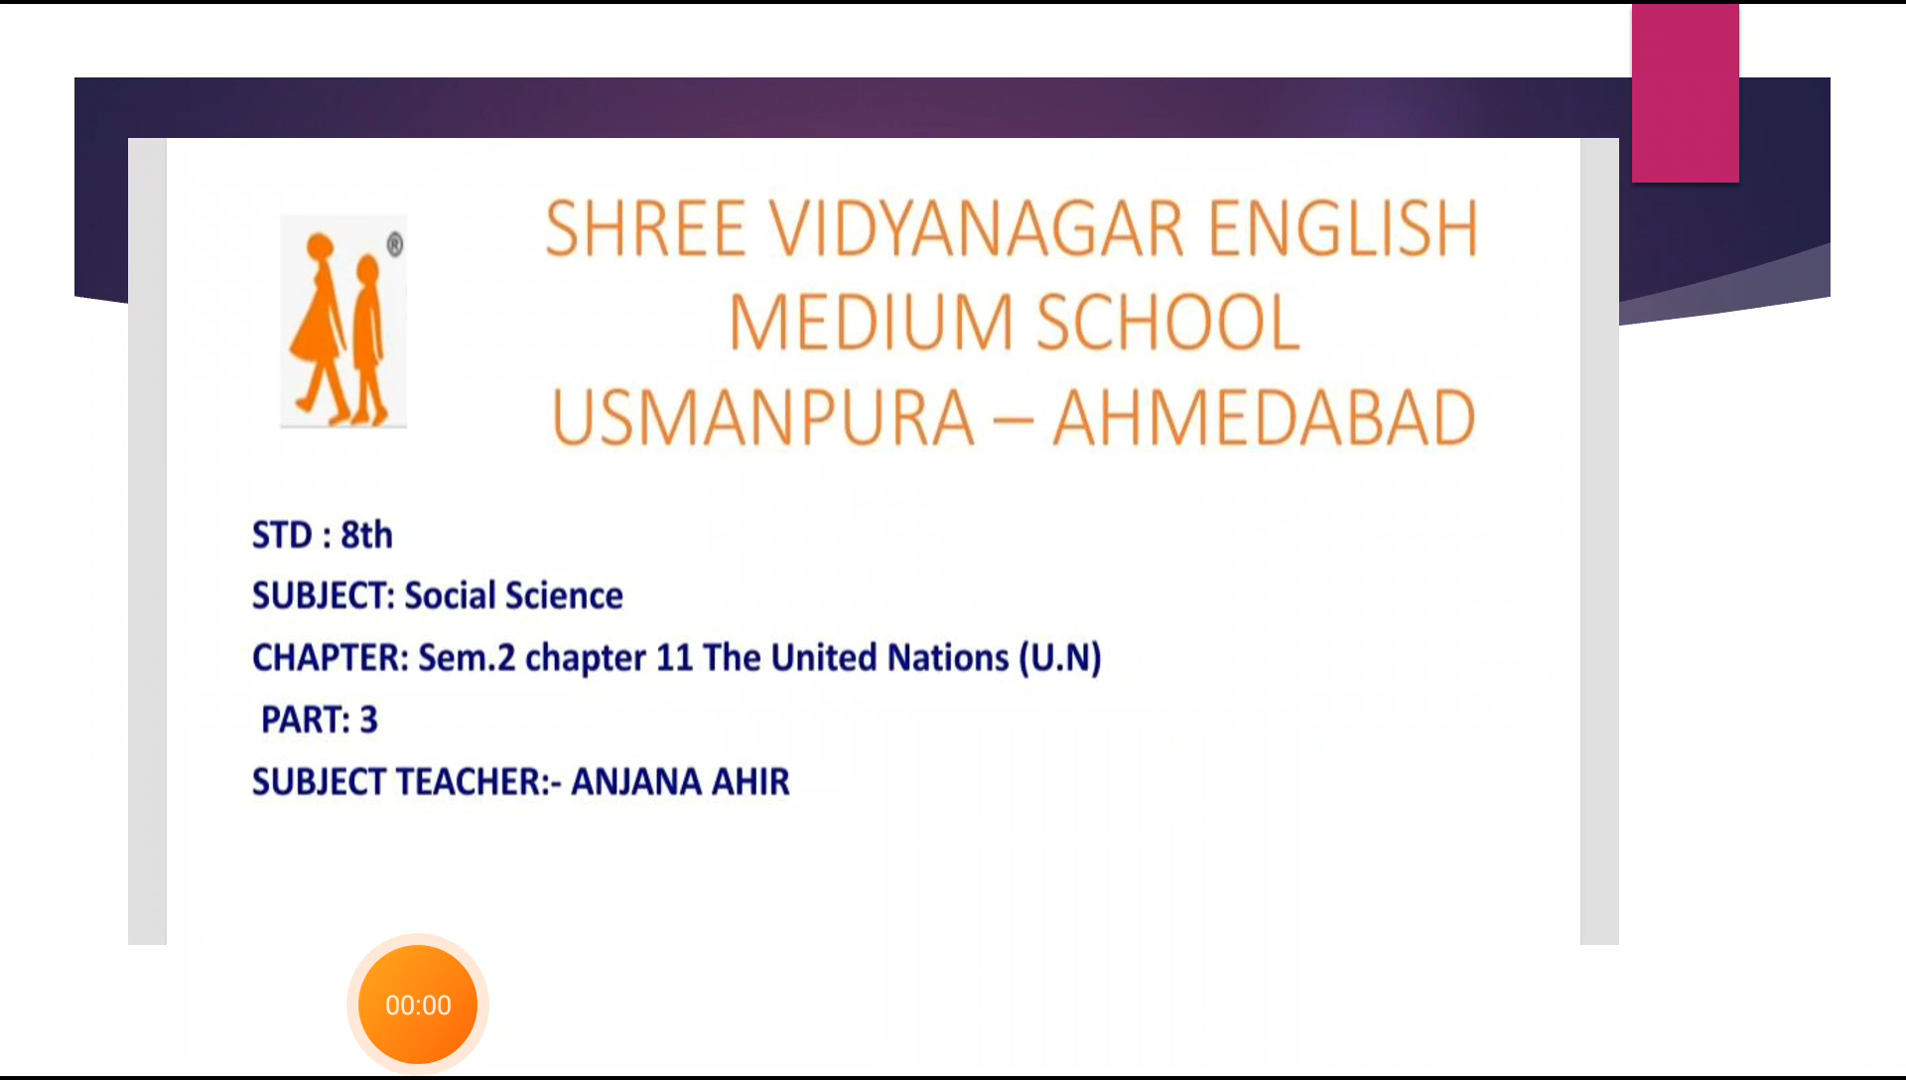 ®
SHREE VIDYANAGAR ENGLISH
MEDIUM SCHOOL
USMANPURA – AHMEDABAD
STD : 8th
SUBJECT: Social Science
CHAPTER: Sem.2 chapter 11 The United Nations (U.N)
PART: 3
SUBJECT TEACHER:- ANJANA AHIR
00:00